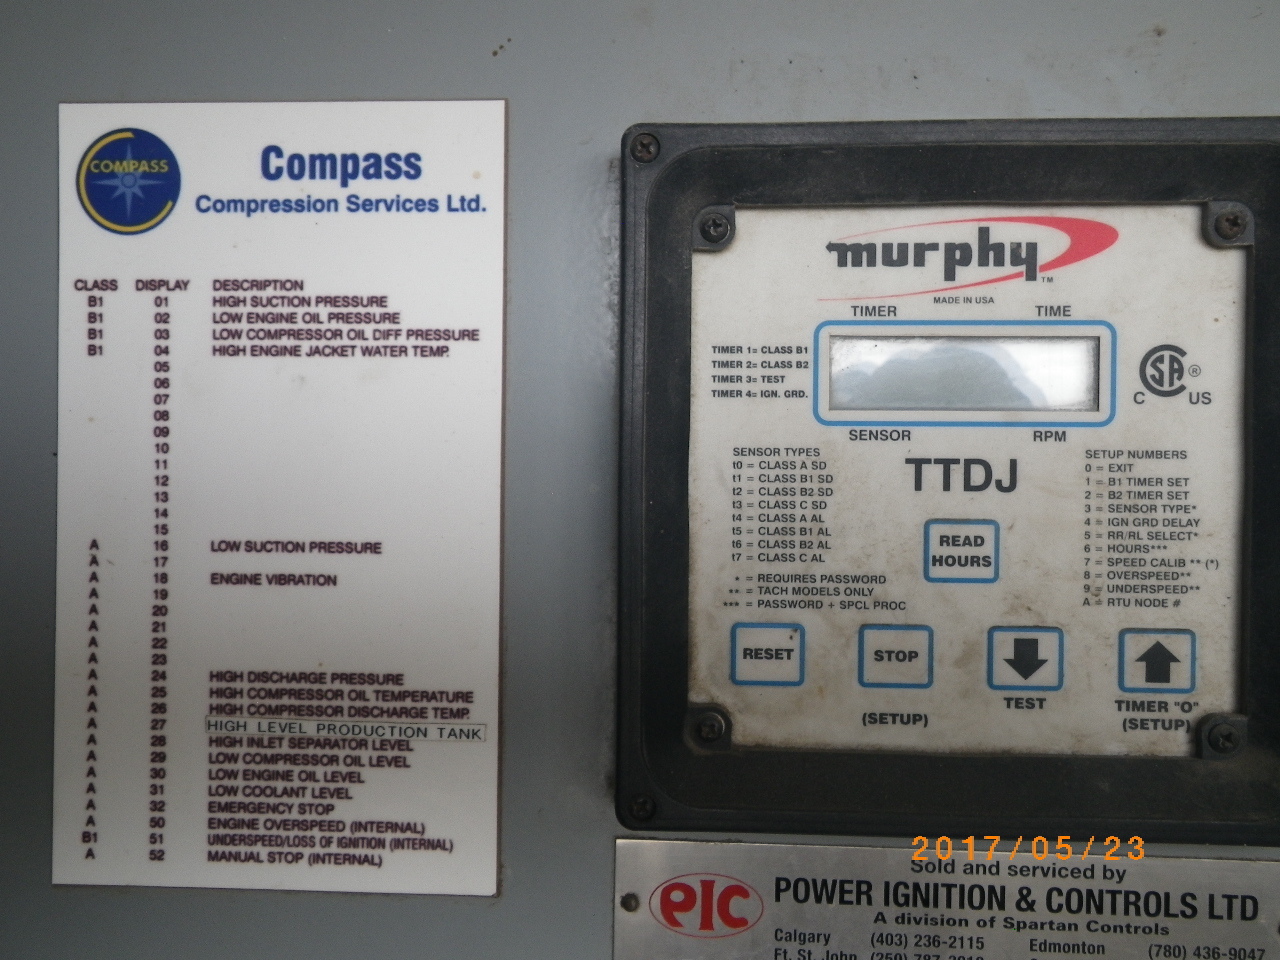 COMPASS
Compass
Compression Services Ltd.
CLASS DISPLAY DESCRIPTION
B1 01 HIGH SUCTION PRESSURE
B1 02 LOW ENGINE OIL PRESSURE
B1 03 LOW COMPRESSOR OIL DIFF PRESSURE
B1 04 HIGH ENGINE JACKET WATER TEMP.
05
06
07
08
09
10
11
12
13
14
15
A 16 LOW SUCTION PRESSURE
A 17
A 18 ENGINE VIBRATION
A 19
A 20
A 21
A 22
A 23
A 24 HIGH DISCHARGE PRESSURE
A 25 HIGH COMPRESSOR OIL TEMPERATURE
A 26 HIGH COMPRESSOR DISCHARGE TEMP.
A 27 HIGH LEVEL PRODUCTION TANK
A 28 HIGH INLET SEPARATOR LEVEL
A 29 LOW COMPRESSOR OIL LEVEL
A 30 LOW ENGINE OIL LEVEL
A 31 LOW COOLANT LEVEL
A 32 EMERGENCY STOP
A 50 ENGINE OVERSPEED (INTERNAL)
B1 51 UNDERSPEED/LOSS OF IGNITION (INTERNAL)
A 52 MANUAL STOP (INTERNAL)
murphy TM
MADE IN USA
TIMER TIME
TIMER 1= CLASS B1
TIMER 2= CLASS B2
TIMER 3= TEST
TIMER 4= IGN. GRD.
SA ®
C US
SENSOR RPM
TTDJ
SENSOR TYPES
t0 = CLASS A SD
t1 = CLASS B1 SD
t2 = CLASS B2 SD
t3 = CLASS C SD
t4 = CLASS A AL
t5 = CLASS B1 AL
t6 = CLASS B2 AL
t7 = CLASS C AL
* = REQUIRES PASSWORD
** = TACH MODELS ONLY
*** = PASSWORD + SPCL PROC
READ
HOURS
SETUP NUMBERS
0 = EXIT
1 = B1 TIMER SET
2 = B2 TIMER SET
3 = SENSOR TYPE*
4 = IGN GRD DELAY
5 = RR/RL SELECT*
6 = HOURS***
7 = SPEED CALIB ** (*)
8 = OVERSPEED**
9 = UNDERSPEED**
A = RTU NODE #
RESET
STOP
(SETUP)
TEST
TIMER "0"
(SETUP)
2017/05/23
Sold and serviced by
PIC
POWER IGNITION & CONTROLS LTD
A division of Spartan Controls
Calgary (403) 236-2115 Edmonton (780) 436-9047
Ft. St. John